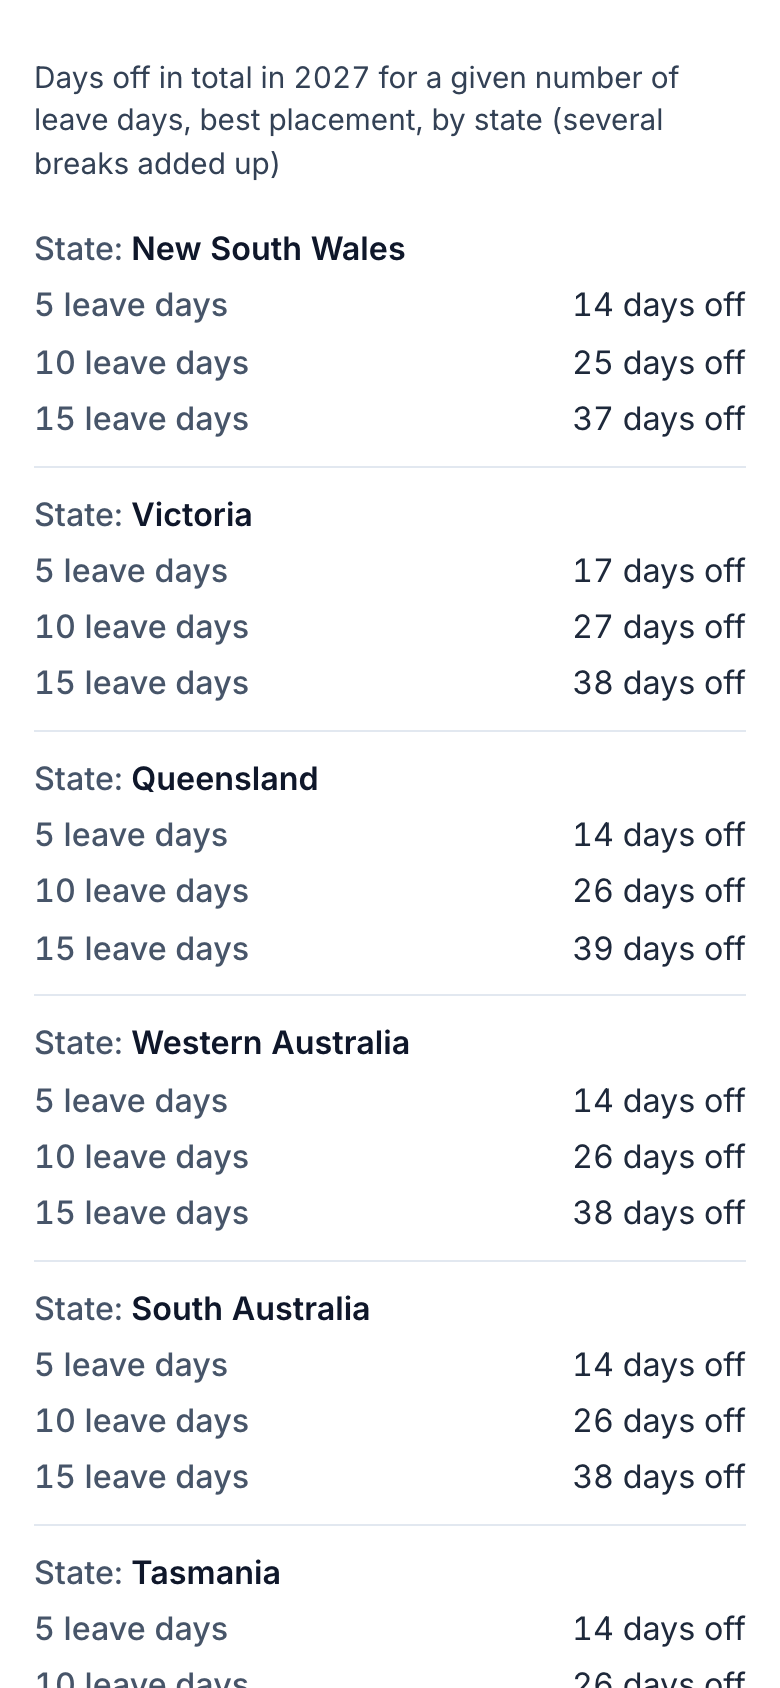 Days off in total in 2027 for a given number of
leave days, best placement, by state (several
breaks added up)
State: New South Wales
5 leave days 14 days off
10 leave days 25 days off
15 leave days 37 days off
State: Victoria
5 leave days 17 days off
10 leave days 27 days off
15 leave days 38 days off
State: Queensland
5 leave days 14 days off
10 leave days 26 days off
15 leave days 39 days off
State: Western Australia
5 leave days 14 days off
10 leave days 26 days off
15 leave days 38 days off
State: South Australia
5 leave days 14 days off
10 leave days 26 days off
15 leave days 38 days off
State: Tasmania
5 leave days 14 days off
10 leave days 26 days off